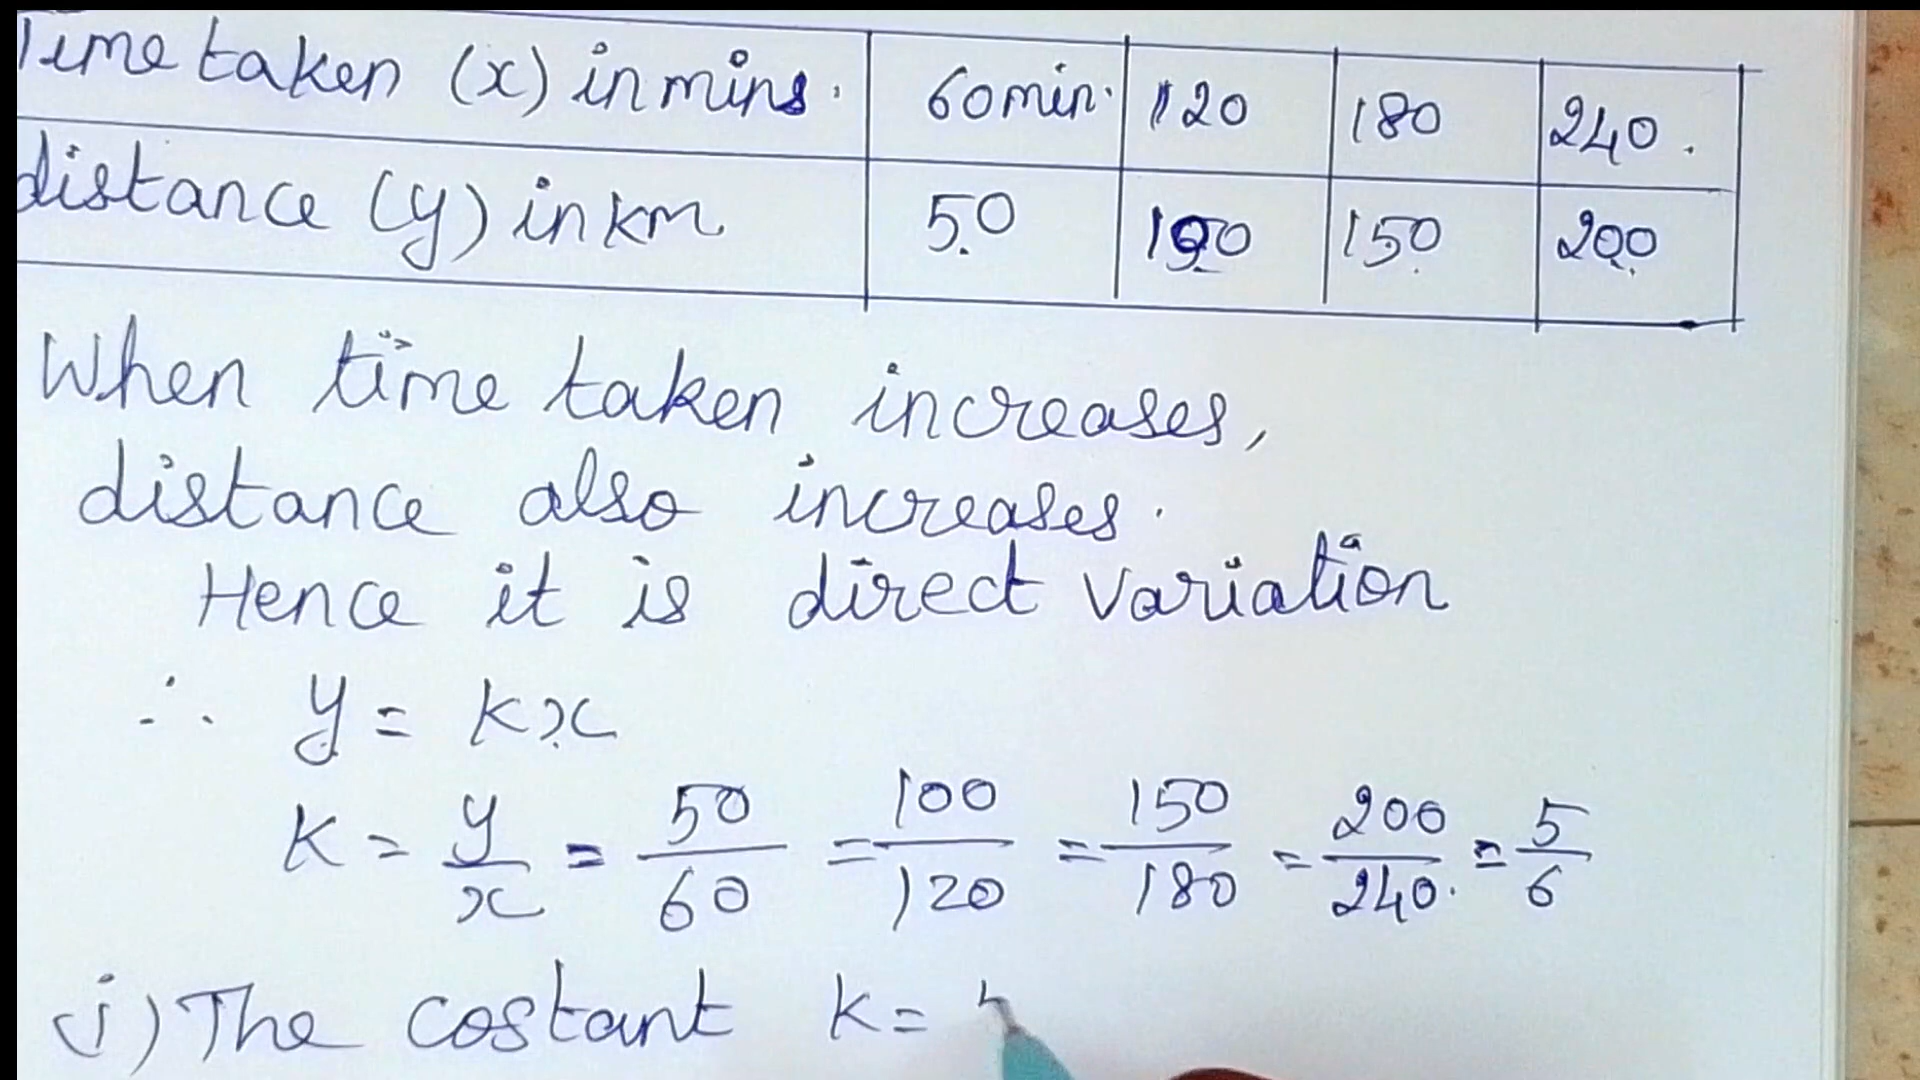 Time taken (x) in mins. 60min. 120 180 240.
distance (y) in km 50 100 150 200
When time taken increases,
distance also increases.
Hence it is direct variation
∴ y = kx
K = y/x = 50/60 = 100/120 = 150/180 = 200/240. = 5/6
i) The costant K =